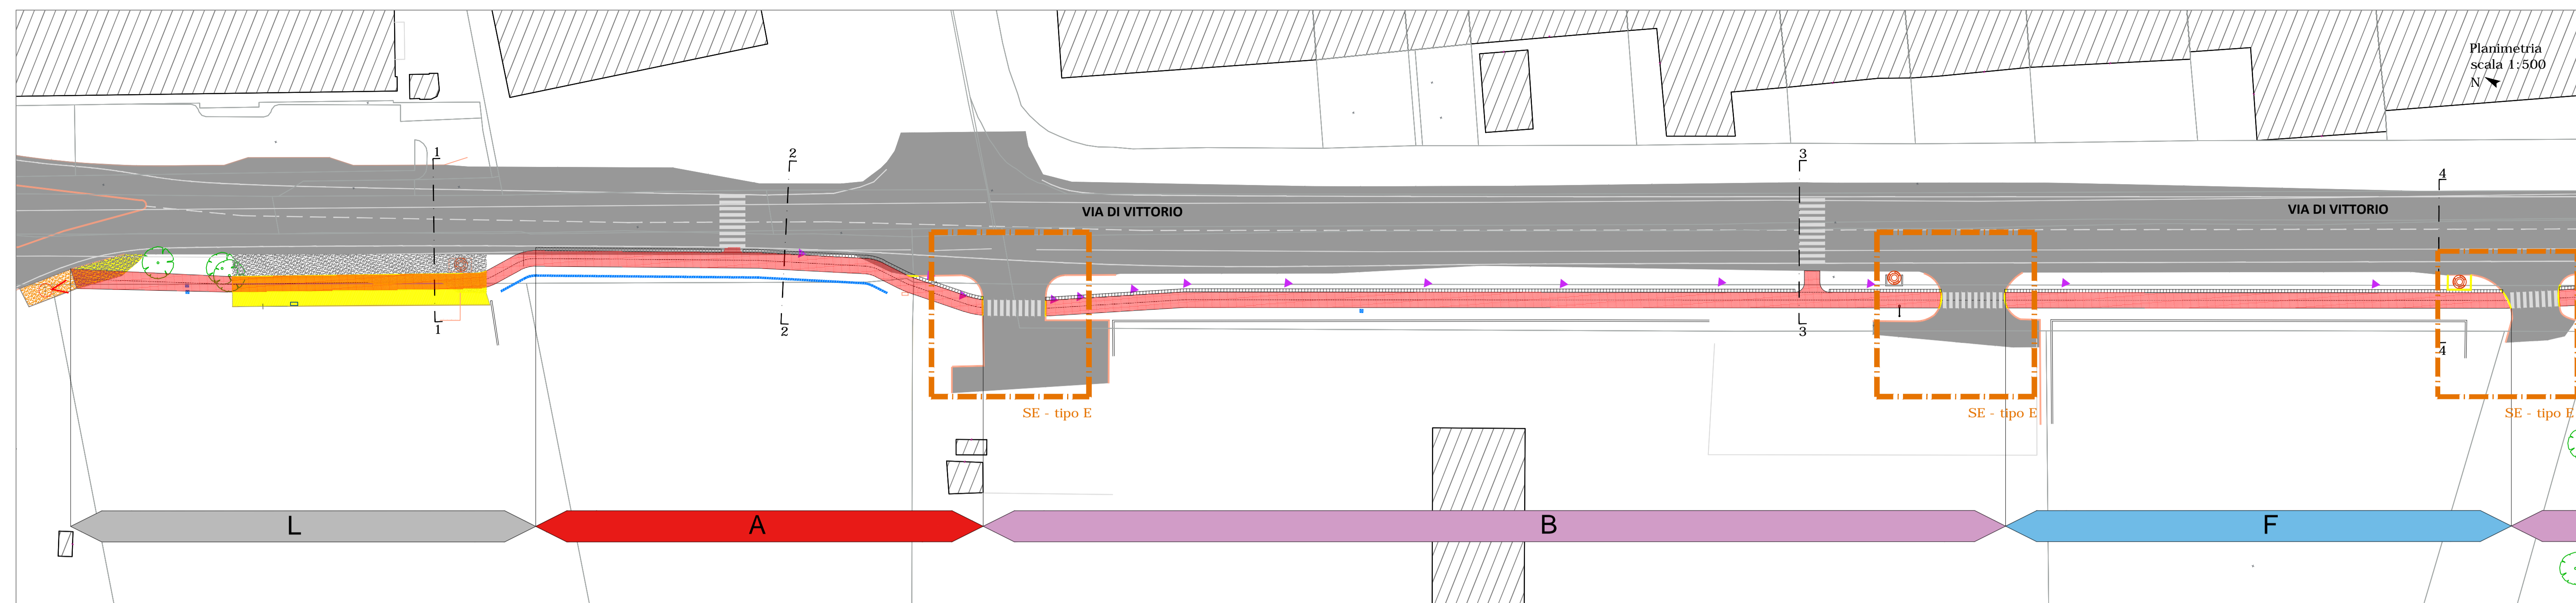 Planimetria
scala 1:500
N
1
2
3
4
VIA DI VITTORIO
VIA DI VITTORIO
1
2
3
4
SE - tipo E
SE - tipo E
SE - tipo E
L
A
B
F